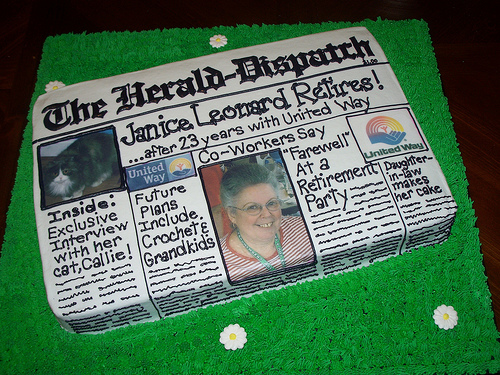 The Herald-Dispatch
Janice Leonard Retires!
...after 23 years with United Way
Inside:
Exclusive
Interview
with her
cat, Callie!
United
Way
Future
Plans
Include,
Crochet &
Grandkids
Co-Workers Say
"Farewell"
At a
Retirement
Party
United Way
Daughter-
in-law
makes
her cake